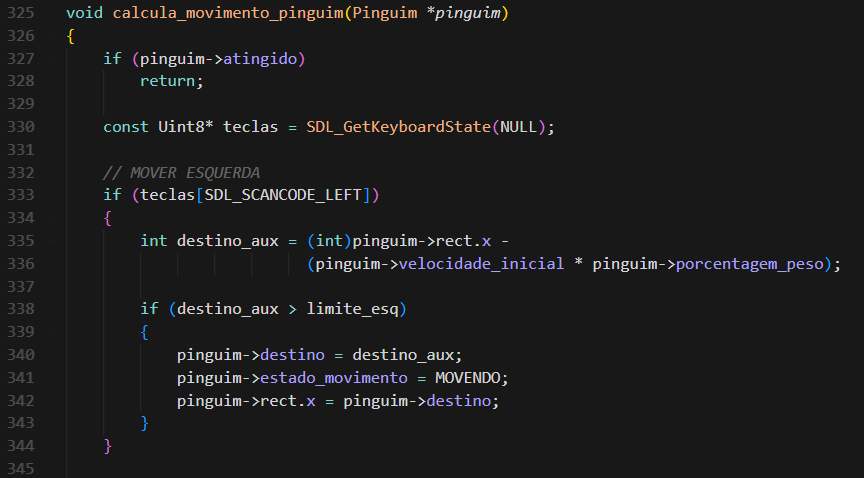 325 void calcula_movimento_pinguim(Pinguim *pinguim)
326 {
327     if (pinguim->atingido)
328         return;
329
330     const Uint8* teclas = SDL_GetKeyboardState(NULL);
331
332     // MOVER ESQUERDA
333     if (teclas[SDL_SCANCODE_LEFT])
334     {
335         int destino_aux = (int)pinguim->rect.x -
336                           (pinguim->velocidade_inicial * pinguim->porcentagem_peso);
337
338         if (destino_aux > limite_esq)
339         {
340             pinguim->destino = destino_aux;
341             pinguim->estado_movimento = MOVENDO;
342             pinguim->rect.x = pinguim->destino;
343         }
344     }
345